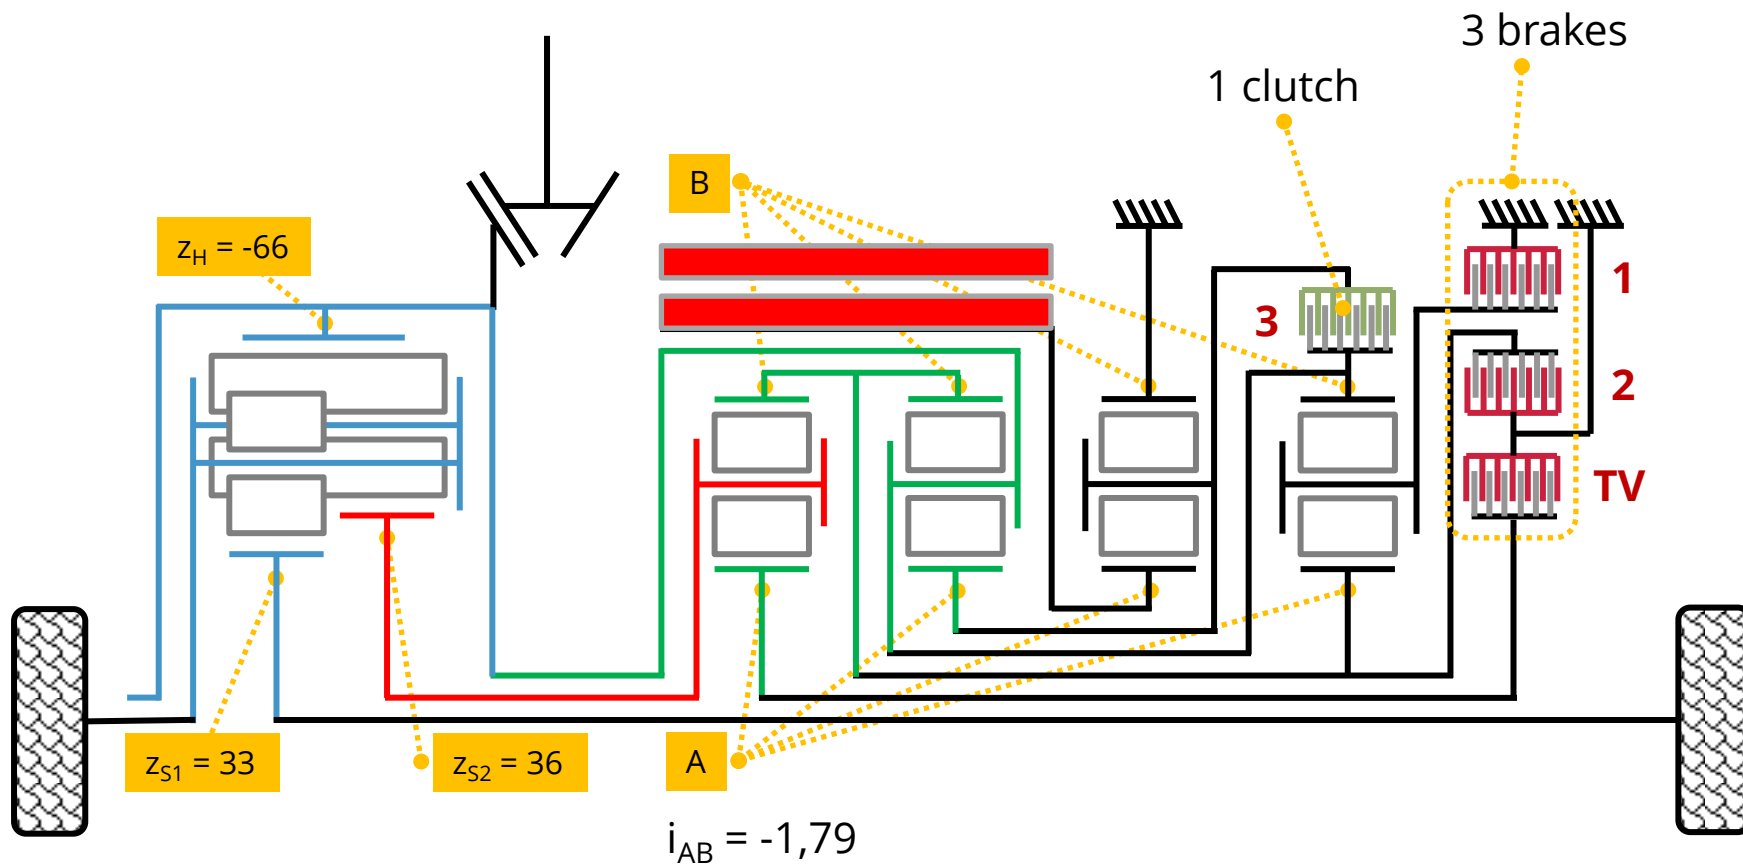 3 brakes
1 clutch
B
z_H = -66
1
3
2
TV
z_S1 = 33
z_S2 = 36
A
i_AB = -1,79